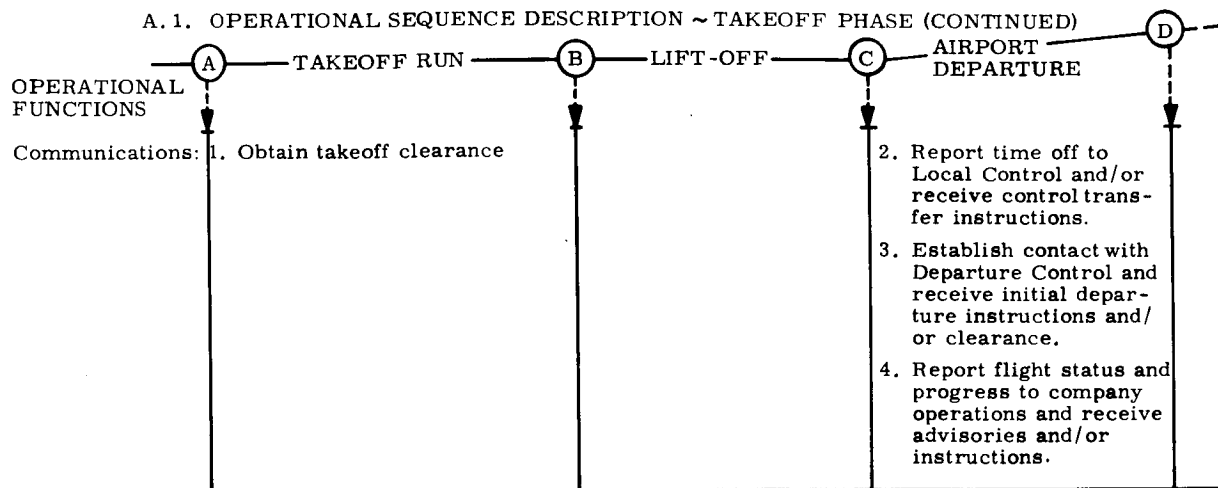 A. 1. OPERATIONAL SEQUENCE DESCRIPTION ~ TAKEOFF PHASE (CONTINUED)
A TAKEOFF RUN B LIFT-OFF C AIRPORT DEPARTURE D
OPERATIONAL
FUNCTIONS
Communications: 1. Obtain takeoff clearance
2. Report time off to
Local Control and/or
receive control trans-
fer instructions.
3. Establish contact with
Departure Control and
receive initial depar-
ture instructions and/
or clearance.
4. Report flight status and
progress to company
operations and receive
advisories and/or
instructions.